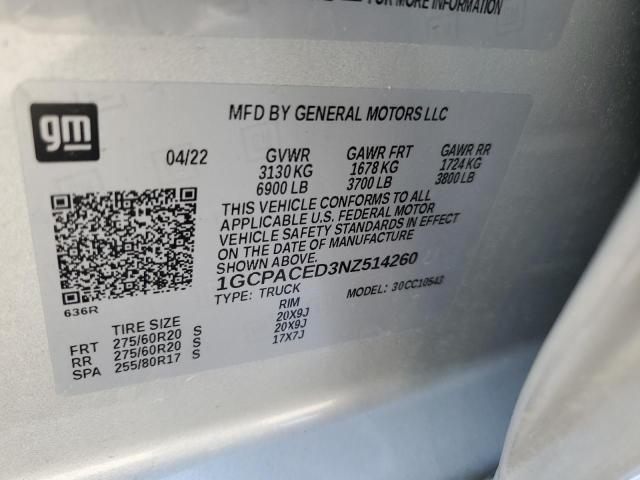 FOR MORE INFORMATION
gm
MFD BY GENERAL MOTORS LLC
04/22 GVWR GAWR FRT GAWR RR
3130 KG 1678 KG 1724 KG
6900 LB 3700 LB 3800 LB
THIS VEHICLE CONFORMS TO ALL
APPLICABLE U.S. FEDERAL MOTOR
VEHICLE SAFETY STANDARDS IN EFFECT
ON THE DATE OF MANUFACTURE
SHOWN ABOVE.
1GCPACED3NZ514260
TYPE: TRUCK MODEL: 30CC10543
636R
TIRE SIZE RIM
FRT 275/60R20 S 20X9J
RR 275/60R20 S 20X9J
SPA 255/80R17 S 17X7J